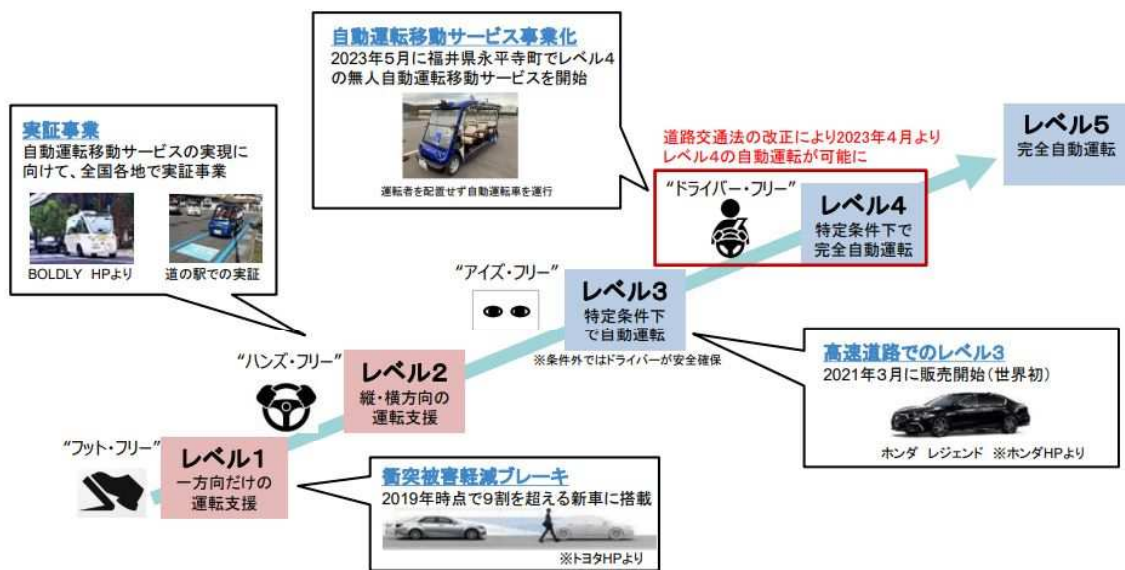 自動運転移動サービス事業化
2023年5月に福井県永平寺町でレベル4
の無人自動運転移動サービスを開始
運転者を配置せず自動運転車を運行
実証事業
自動運転移動サービスの実現に
向けて、全国各地で実証事業
BOLDLY HPより
道の駅での実証
道路交通法の改正により2023年4月より
レベル4の自動運転が可能に
"ドライバー・フリー"
レベル4
特定条件下で
完全自動運転
レベル5
完全自動運転
"アイズ・フリー"
レベル3
特定条件下
で自動運転
※条件外ではドライバーが安全確保
高速道路でのレベル3
2021年3月に販売開始(世界初)
ホンダ レジェンド ※ホンダHPより
"ハンズ・フリー"
レベル2
縦・横方向の
運転支援
"フット・フリー"
レベル1
一方向だけの
運転支援
衝突被害軽減ブレーキ
2019年時点で9割を超える新車に搭載
※トヨタHPより